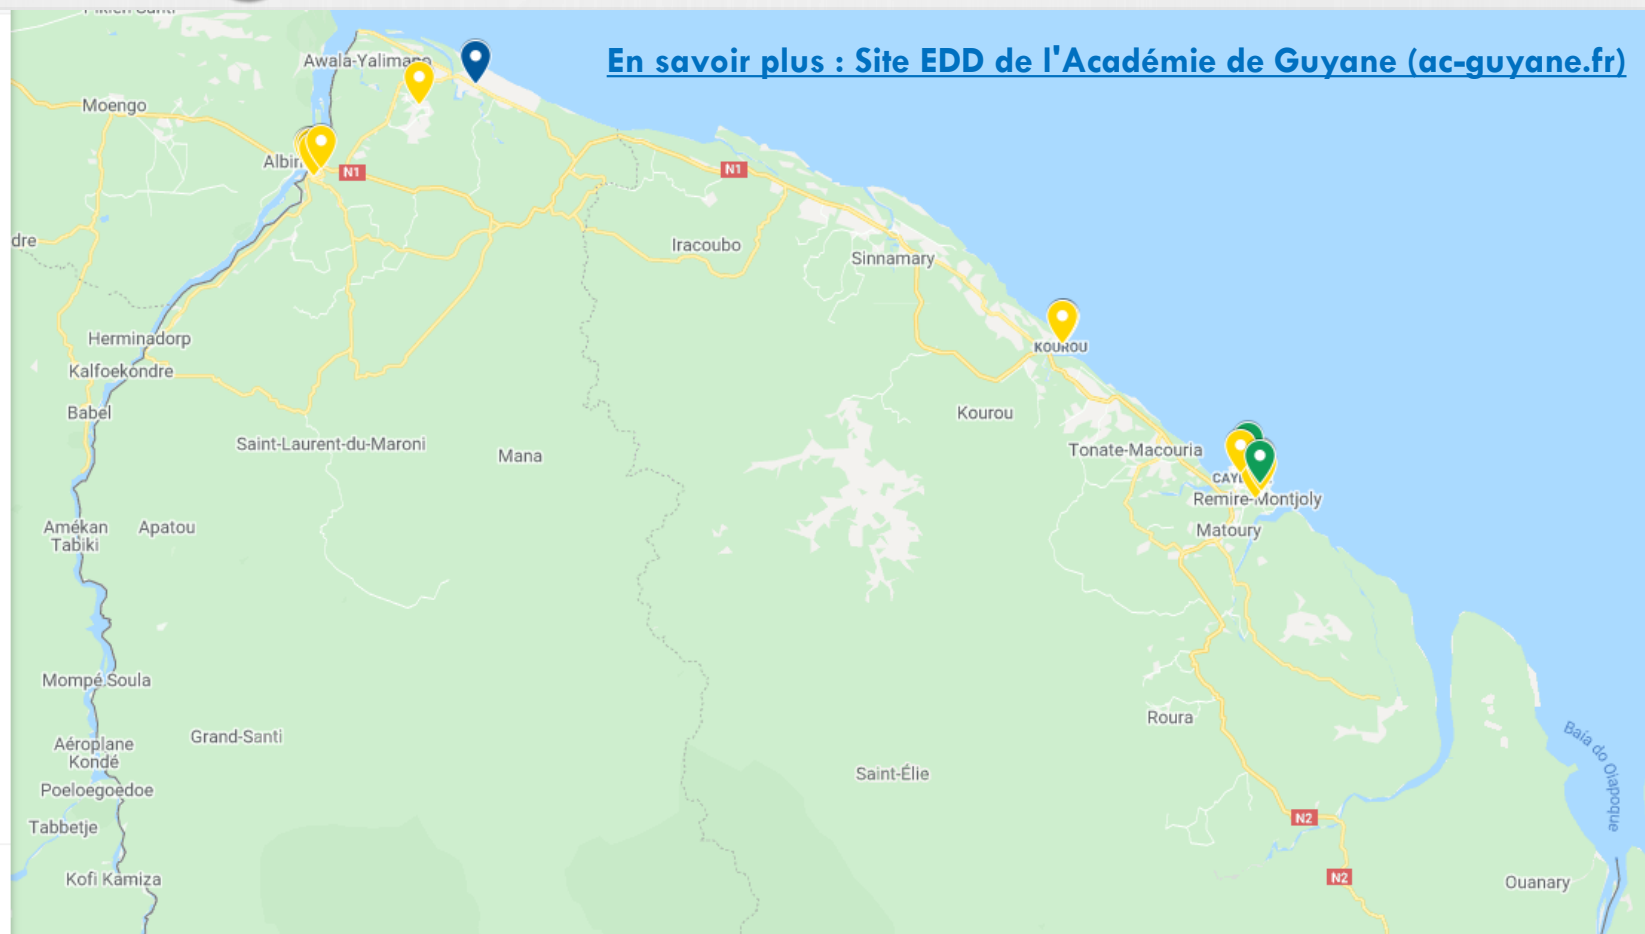 En savoir plus : Site EDD de l'Académie de Guyane (ac-guyane.fr)
Awala-Yalimapo
Moengo
N1
N1
Iracoubo
Sinnamary
Herminadorp
Kalfoekondre
KOUROU
Babel
Kourou
Saint-Laurent-du-Maroni
Mana
Tonate-Macouria
Remire-Montjoly
Amékan
Tabiki
Apatou
Matoury
Mompé Soula
Roura
Grand-Santi
Aéroplane
Kondé
Saint-Élie
Baía do Oiapoque
Poeloegoedoe
N2
Tabbetje
N2
Kofi Kamiza
Ouanary